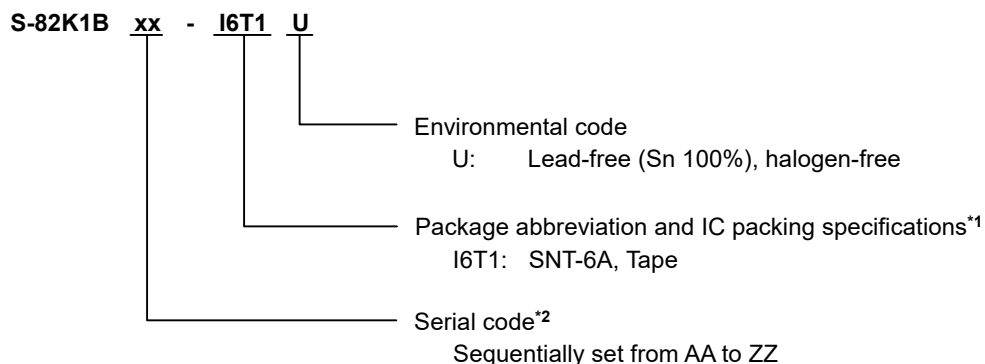 S-82K1B xx - I6T1 U
Environmental code
U: Lead-free (Sn 100%), halogen-free
Package abbreviation and IC packing specifications*1
I6T1: SNT-6A, Tape
Serial code*2
Sequentially set from AA to ZZ